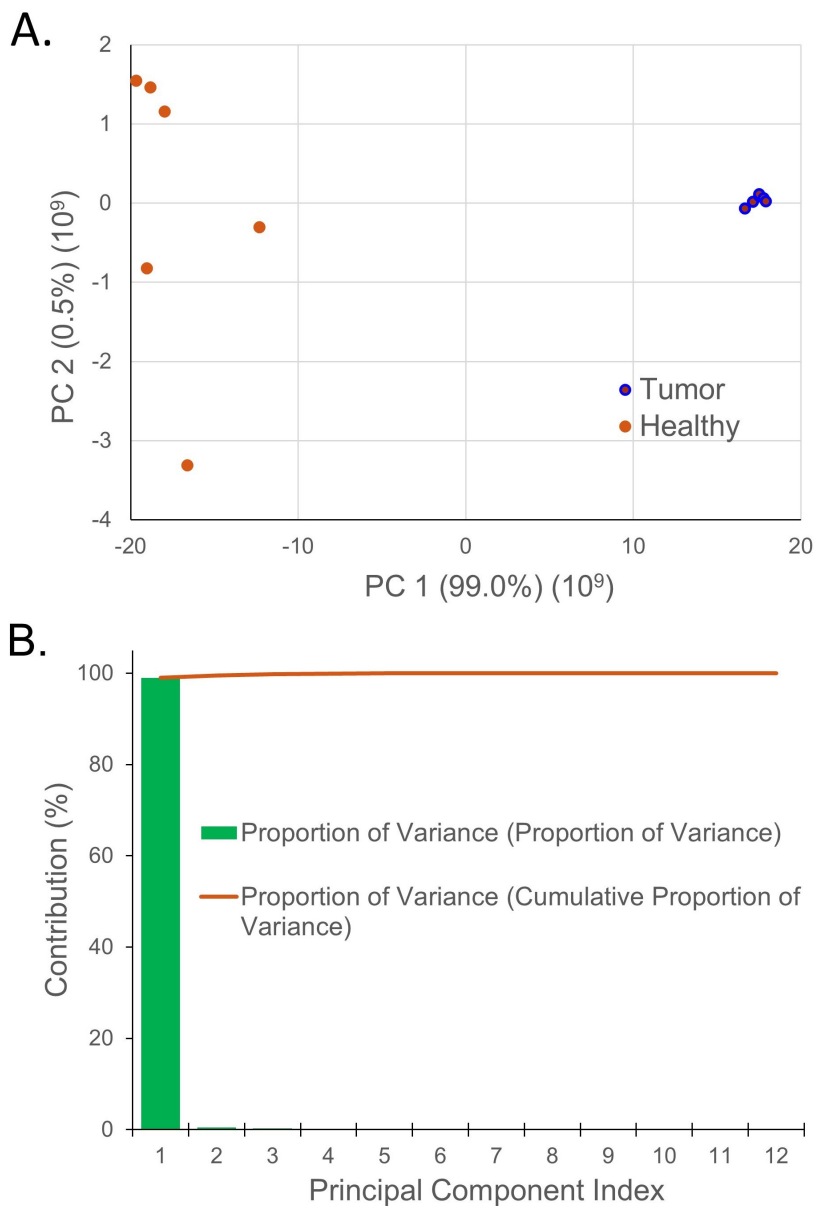 A.
2
1
0
-1
-2
-3
-4
PC 2 (0.5%) (10⁹)
Tumor
Healthy
-20 -10 0 10 20
PC 1 (99.0%) (10⁹)
B.
100
80
60
40
20
0
Contribution (%)
Proportion of Variance (Proportion of Variance)
Proportion of Variance (Cumulative Proportion of
Variance)
1 2 3 4 5 6 7 8 9 10 11 12
Principal Component Index